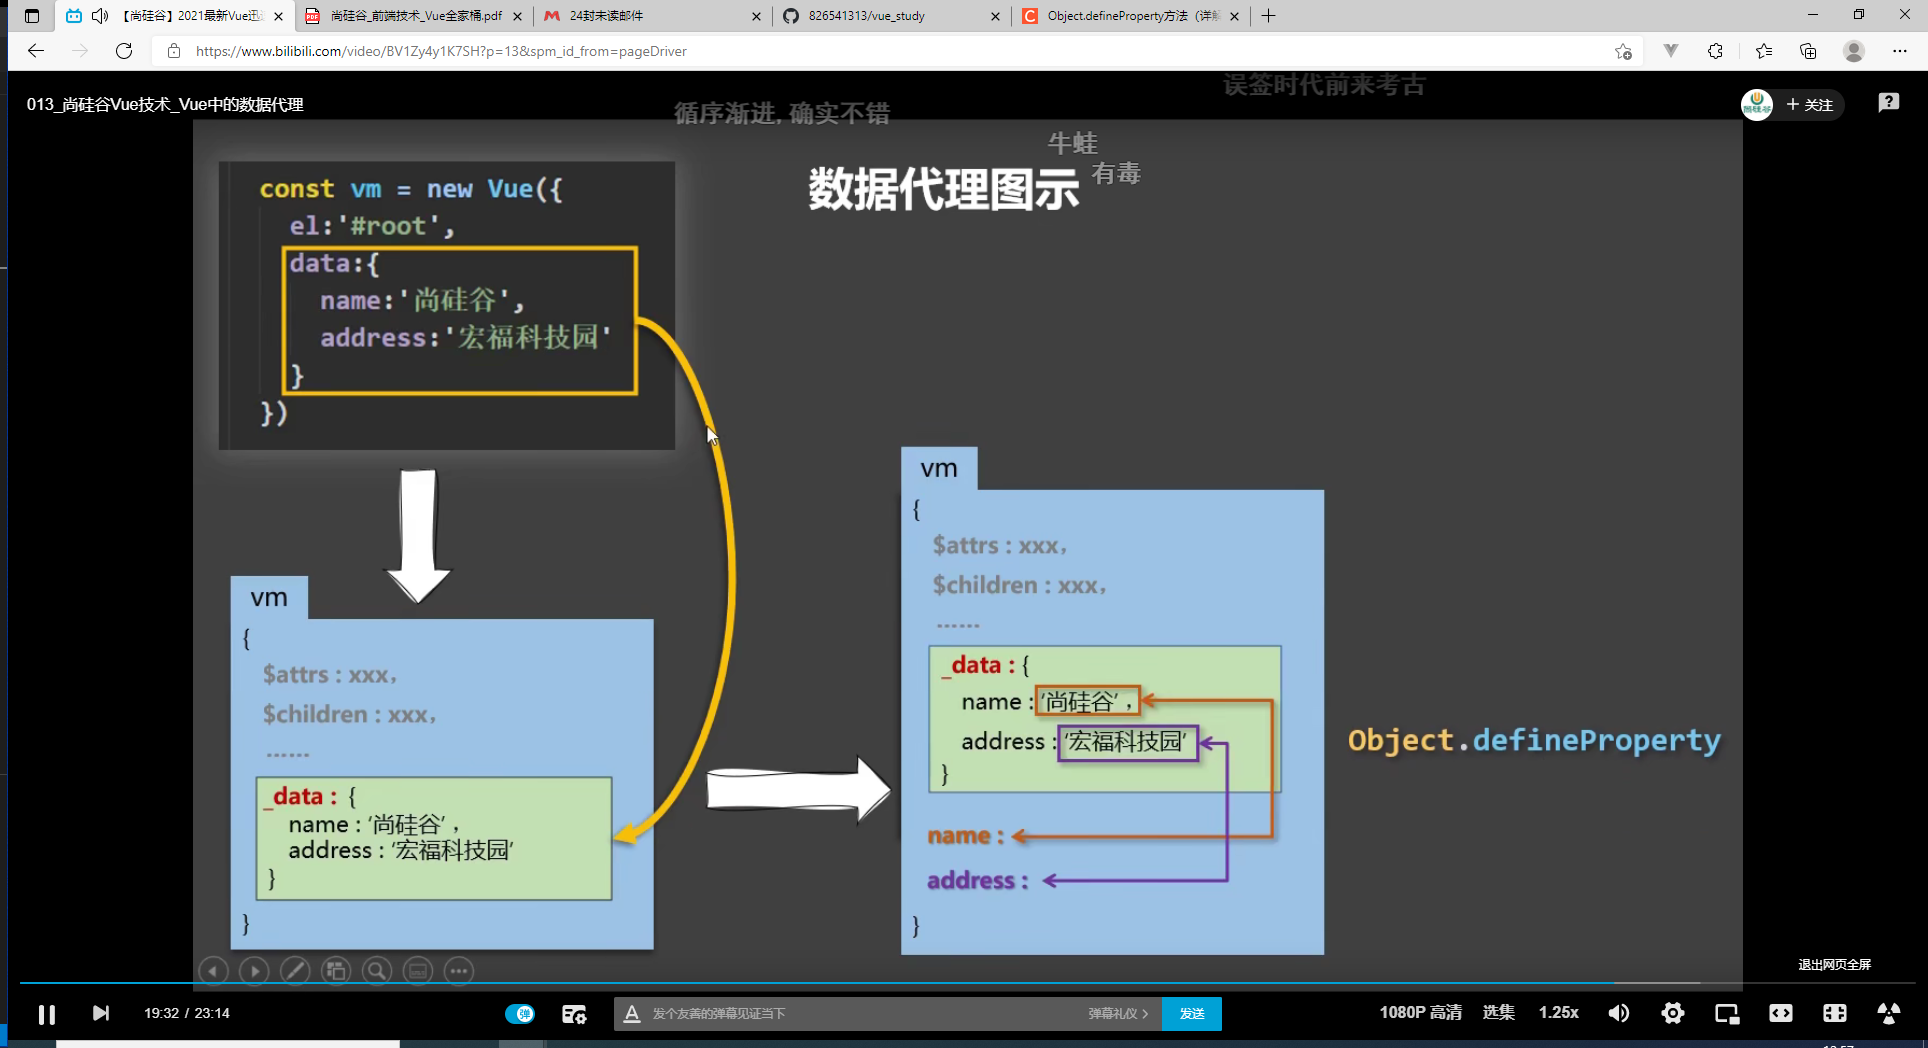 【尚硅谷】2021最新Vue迅
尚硅谷_前端技术_Vue全家桶.pdf
24封未读邮件
826541313/vue_study
Object.defineProperty方法（详解
https://www.bilibili.com/video/BV1Zy4y1K7SH?p=13&spm_id_from=pageDriver
误签时代前来考古
013_尚硅谷Vue技术_Vue中的数据代理
循序渐进,确实不错
+ 关注
牛蛙
有毒
数据代理图示
const vm = new Vue({
el:'#root',
data:{
name:'尚硅谷',
address:'宏福科技园'
}
})
vm
{
$attrs : xxx,
$children : xxx,
......
_data : {
name : ‘尚硅谷’ ,
address : ‘宏福科技园’
}
}
vm
{
$attrs : xxx,
$children : xxx,
......
_data : {
name : ‘尚硅谷’ ,
address : ‘宏福科技园’
}
name :
address :
}
Object.defineProperty
退出网页全屏
19:32 / 23:14
弹
发个友善的弹幕见证当下
弹幕礼仪 >
发送
1080P 高清
选集
1.25x